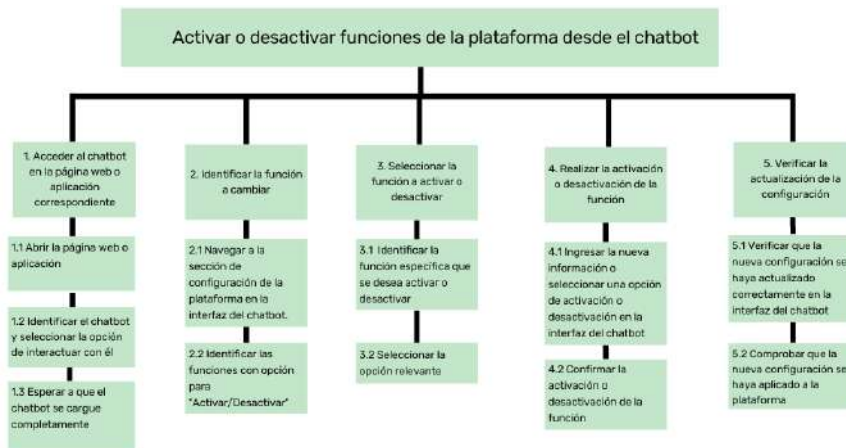 Activar o desactivar funciones de la plataforma desde el chatbot
1. Acceder al chatbot
en la página web o
aplicación
correspondiente
1.1 Abrir la página web o
aplicación
1.2 Identificar el chatbot
y seleccionar la opción
de interactuar con él
1.3 Esperar a que el
chatbot se cargue
completamente
2. Identificar la función
a cambiar
2.1 Navegar a la
sección de
configuración de la
plataforma en la
interfaz del chatbot.
2.2 Identificar las
funciones con opción
para
"Activar/Desactivar"
3. Seleccionar la
función a activar o
desactivar
3.1 Identificar la
función específica que
se desea activar o
desactivar
3.2 Seleccionar la
opción relevante
4. Realizar la activación
o desactivación de la
función
4.1 Ingresar la nueva
información o
seleccionar una opción
de activación o
desactivación en la
interfaz del chatbot
4.2 Confirmar la
activación o
desactivación de la
función
5. Verificar la
actualización de la
configuración
5.1 Verificar que la
nueva configuración se
haya actualizado
correctamente en la
interfaz del chatbot
5.2 Comprobar que la
nueva configuración se
haya aplicado a la
plataforma